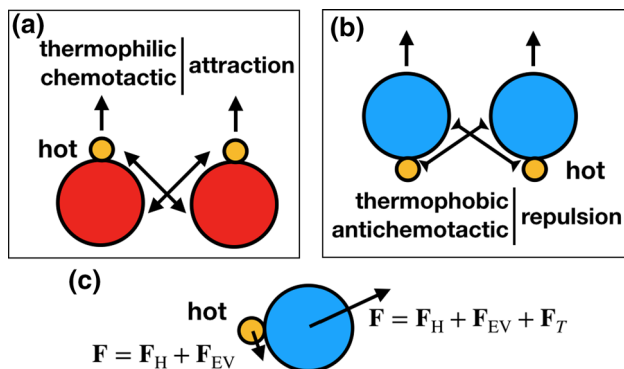 (a)
thermophilic
chemotactic
attraction
hot
(b)
hot
thermophobic
antichemotactic
repulsion
(c)
hot
F = F_H + F_EV + F_T
F = F_H + F_EV